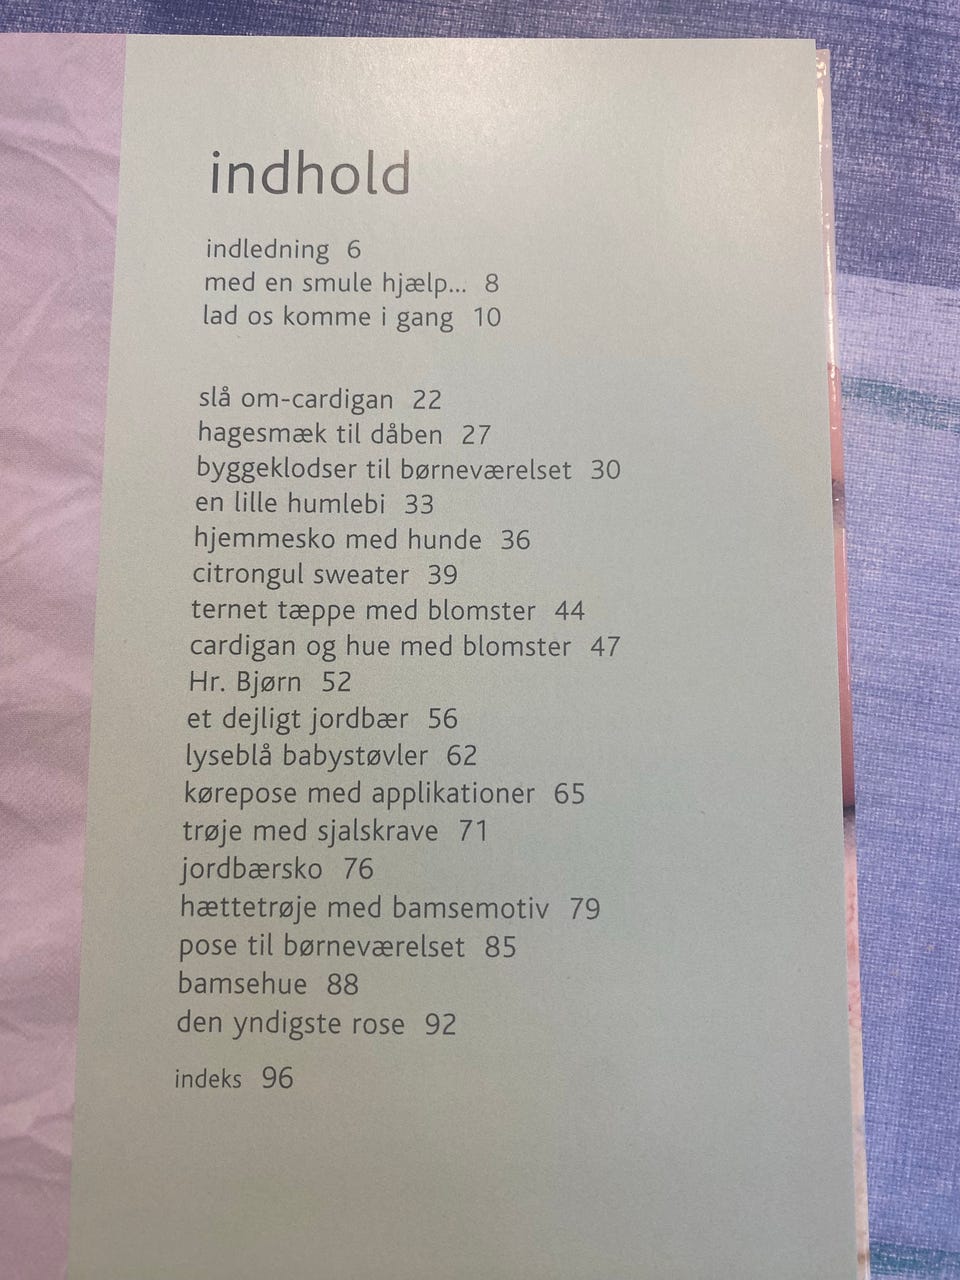 indhold
indledning 6
med en smule hjælp... 8
lad os komme i gang 10
slå om-cardigan 22
hagesmæk til dåben 27
byggeklodser til børneværelset 30
en lille humlebi 33
hjemmesko med hunde 36
citrongul sweater 39
ternet tæppe med blomster 44
cardigan og hue med blomster 47
Hr. Bjørn 52
et dejligt jordbær 56
lyseblå babystøvler 62
kørepose med applikationer 65
trøje med sjalskrave 71
jordbærsko 76
hættetrøje med bamsemotiv 79
pose til børneværelset 85
bamsehue 88
den yndigste rose 92
indeks 96